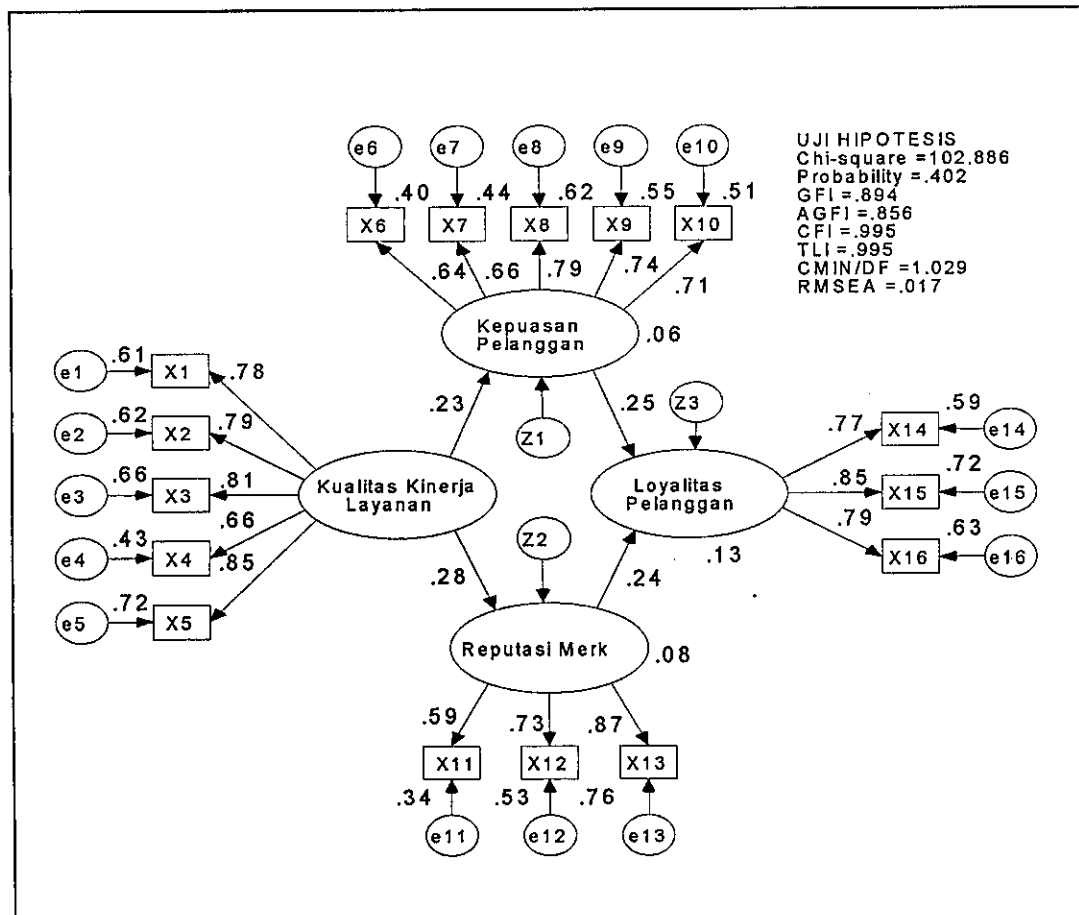 e6 e7 e8 e9 e10
.40 .44 .62 .55 .51
X6 X7 X8 X9 X10
.64 .66 .79 .74 .71
UJI HIPOTESIS
Chi-square =102.886
Probability =.402
GFI =.894
AGFI =.856
CFI =.995
TLI =.995
CMIN/DF =1.029
RMSEA =.017
Kepuasan
Pelanggan
.06
e1 .61 X1 .78
e2 .62 X2 .79
e3 .66 X3 .81
e4 .43 X4 .66
e5 .72 X5 .85
Kualitas Kinerja
Layanan
.23
Z1
.25
Z3
.28
Z2
.24
Loyalitas
Pelanggan
.13
.77 X14 .59 e14
.85 X15 .72 e15
.79 X16 .63 e16
Reputasi Merk
.08
.59 .73 .87
X11 X12 X13
.34 .53 .76
e11 e12 e13